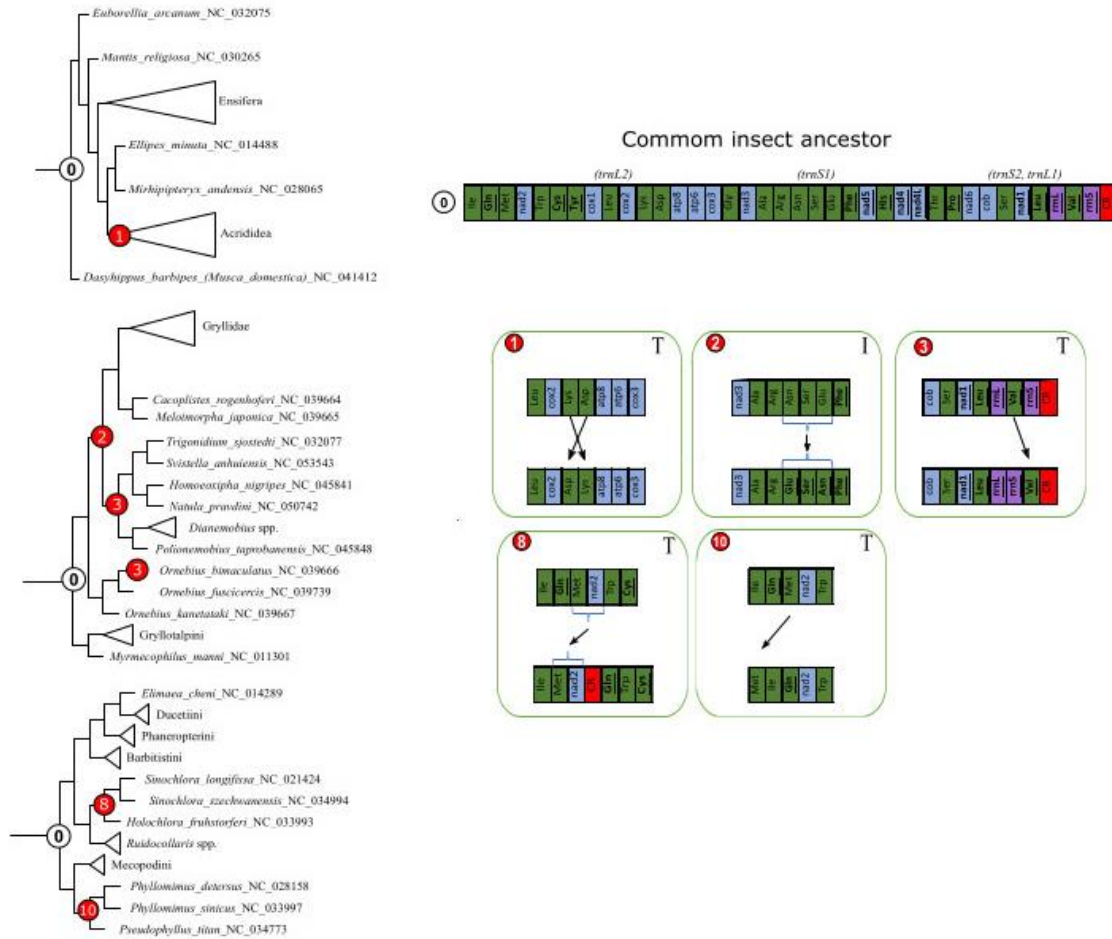 Euborellia_arcanum_NC_032075
Mantis_religiosa_NC_030265
Ensifera
Ellipes_minuta_NC_014488
0
Mirhipipteryx_andensis_NC_028065
1
Acrididea
Dasyhippus_barbipes_(Musca_domestica)_NC_041412
Commom insect ancestor
(trnL2) (trnS1) (trnS2, trnL1)
0
Ile Gln Met nad2 Trp Cys Tyr cox1 Leu cox2 Lys Asp atp8 atp6 cox3 Gly nad3 Ala Arg Asn Ser Glu Phe nad5 His nad4 nad4L Thr Pro nad6 cob Ser nad1 Leu rrnL Val rrnS CR
Gryllidae
Cacoplistes_rogenhoferi_NC_039664
Meloimorpha_japonica_NC_039665
2
Trigonidium_sjostedti_NC_032077
Svistella_anhuiensis_NC_053543
Homoeoxipha_nigripes_NC_045841
3
Natula_pravdini_NC_050742
Dianemobius spp.
Polionemobius_taprobanensis_NC_045848
0
3
Ornebius_bimaculatus_NC_039666
Ornebius_fuscicercis_NC_039739
Ornebius_kanetataki_NC_039667
Gryllotalpini
Myrmecophilus_manni_NC_011301
1 T
Leu cox2 Lys Asp atp8 atp6 cox3
Leu cox2 Asp Lys atp8 atp6 cox3
2 I
nad3 Ala Arg Asn Ser Glu Phe
nad3 Ala Arg Glu Ser Asn Phe
3 T
cob Ser nad1 Leu rrnL Val rrnS CR
cob Ser nad1 Leu rrnL rrnS Val CR
8 T
Ile Gln Met nad2 Trp Cys
Ile Met nad2 CR Gln Trp Cys
10 T
Ile Gln Met nad2 Trp
Met Ile Gln nad2 Trp
Elimaea_cheni_NC_014289
Ducetiini
Phaneropterini
Barbitistini
Sinochlora_longifissa_NC_021424
8
Sinochlora_szechwanensis_NC_034994
Holochlora_fruhstorferi_NC_033993
0
Ruidocollaris spp.
Mecopodini
Phyllomimus_detersus_NC_028158
10
Phyllomimus_sinicus_NC_033997
Pseudophyllus_titan_NC_034773